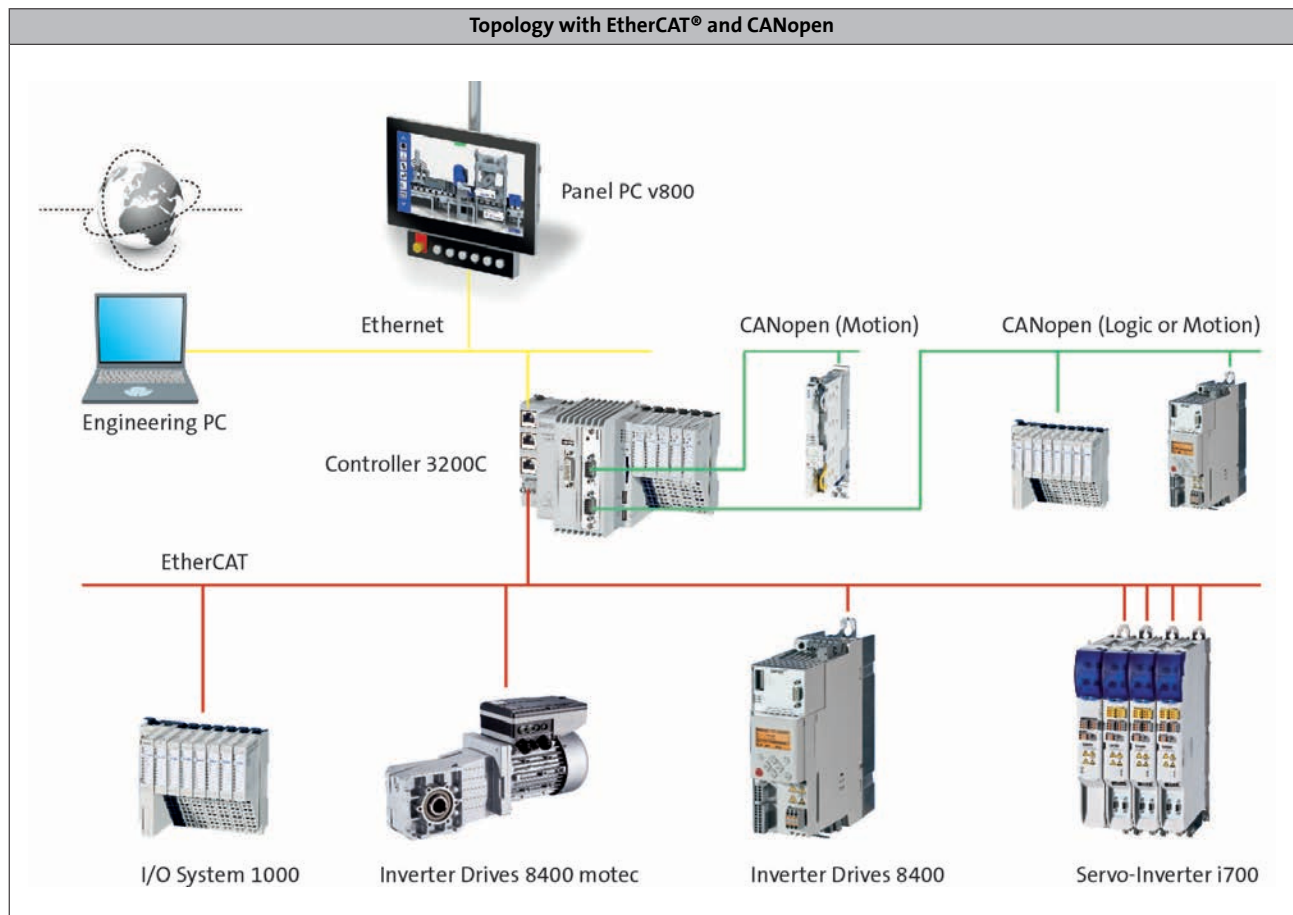 Topology with EtherCAT® and CANopen
Panel PC v800
Ethernet
CANopen (Motion)
CANopen (Logic or Motion)
Engineering PC
Controller 3200C
EtherCAT
I/O System 1000
Inverter Drives 8400 motec
Inverter Drives 8400
Servo-Inverter i700